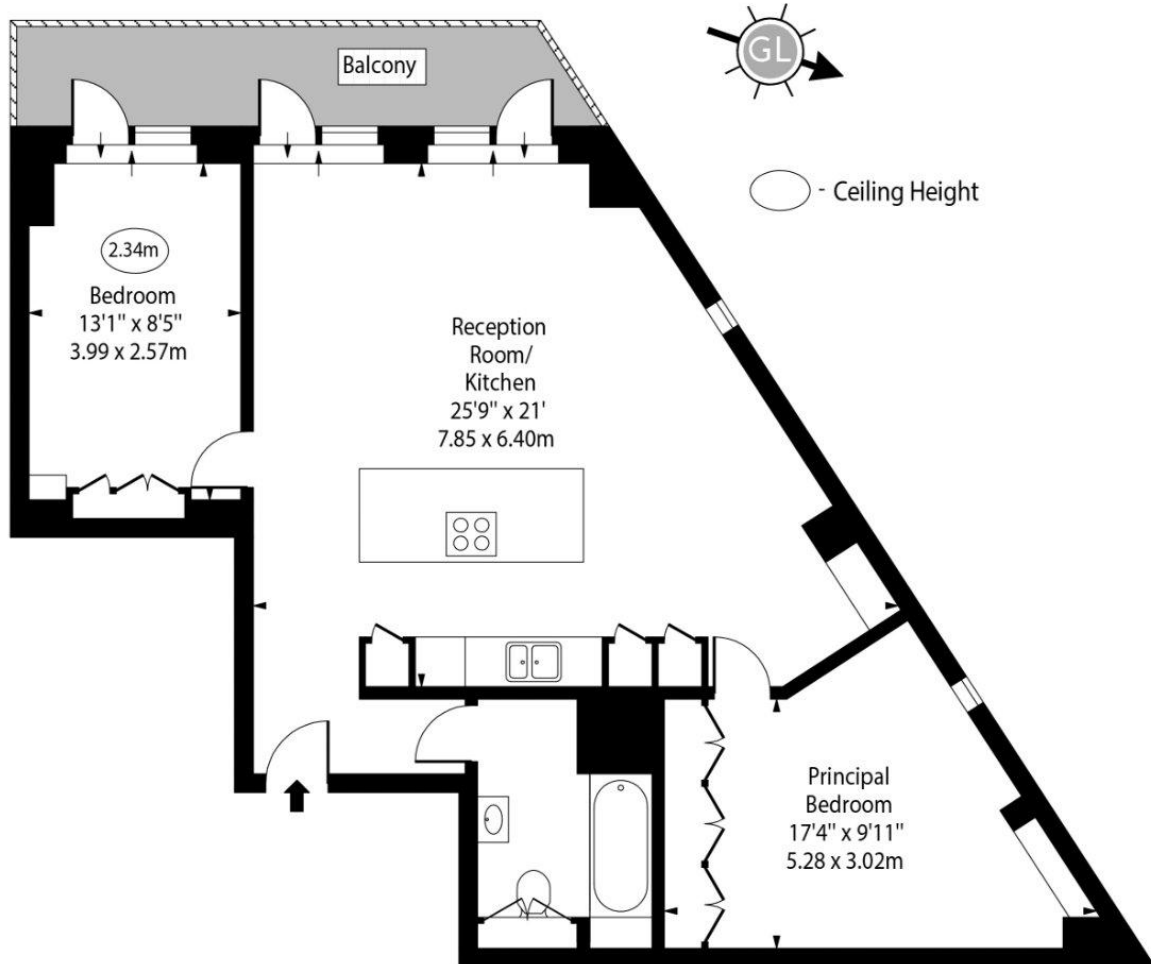 Balcony
GL
- Ceiling Height
2.34m
Bedroom
13'1" x 8'5"
3.99 x 2.57m
Reception
Room/
Kitchen
25'9" x 21'
7.85 x 6.40m
Principal
Bedroom
17'4" x 9'11"
5.28 x 3.02m